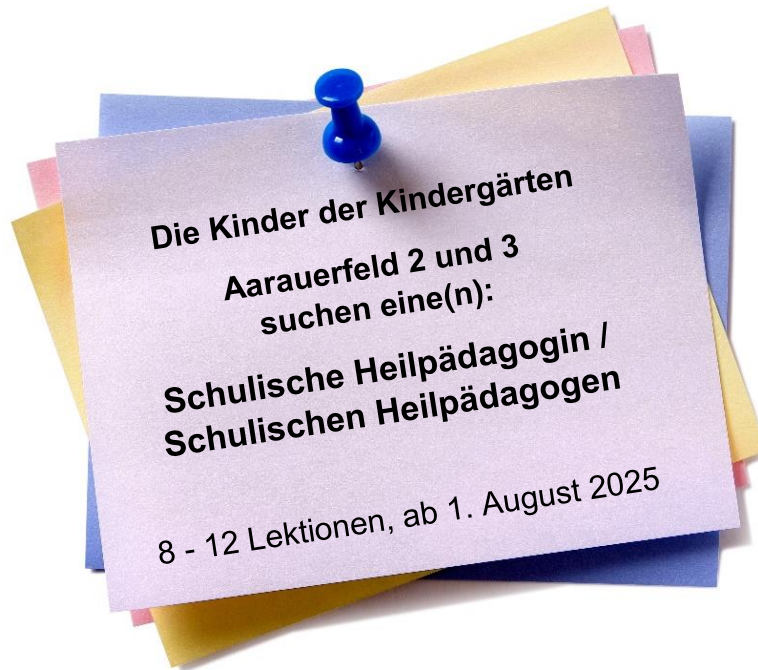 Die Kinder der Kindergärten
Aarauerfeld 2 und 3
suchen eine(n):
Schulische Heilpädagogin /
Schulischen Heilpädagogen
8 - 12 Lektionen, ab 1. August 2025